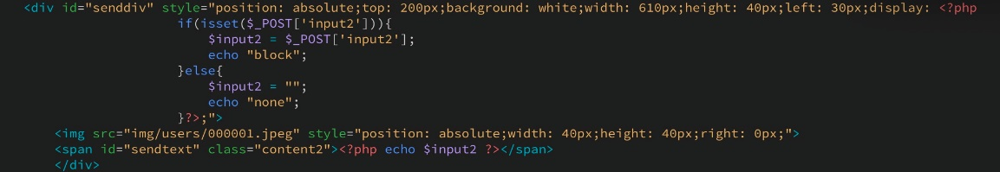 <div id="senddiv" style="position: absolute;top: 200px;background: white;width: 610px;height: 40px;left: 30px;display: <?php
if(isset($_POST['input2'])){
$input2 = $_POST['input2'];
echo "block";
}else{
$input2 = "";
echo "none";
}?>;">
<img src="img/users/000001.jpeg" style="position: absolute;width: 40px;height: 40px;right: 0px;">
<span id="sendtext" class="content2"><?php echo $input2 ?></span>
</div>